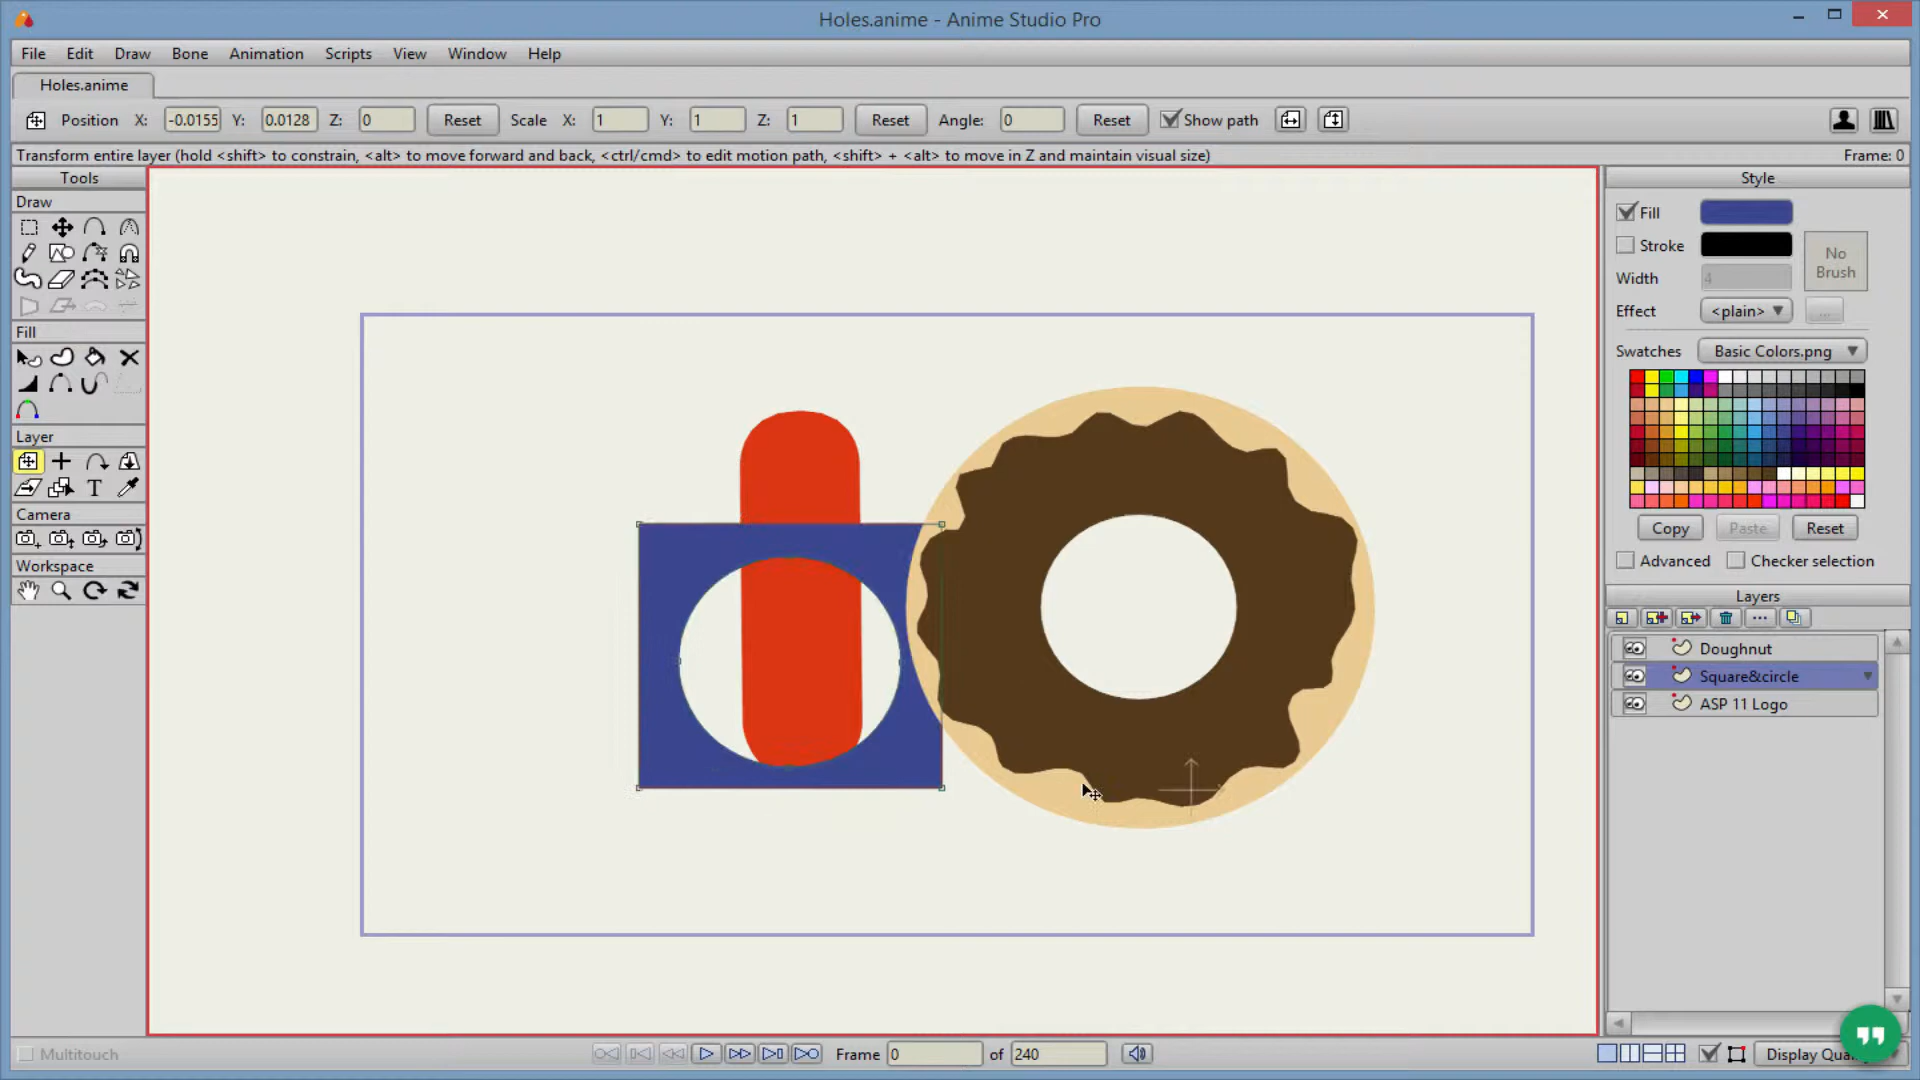 Holes.anime - Anime Studio Pro
File Edit Draw Bone Animation Scripts View Window Help
Holes.anime
Position X: -0.0155 Y: 0.0128 Z: 0 Reset Scale X: 1 Y: 1 Z: 1 Reset Angle: 0 Reset Show path
Transform entire layer (hold <shift> to constrain, <alt> to move forward and back, <ctrl/cmd> to edit motion path, <shift> + <alt> to move in Z and maintain visual size) Frame: 0
Tools
Draw
Fill
Layer
T
Camera
Workspace
Style
Fill
Stroke
No Brush
Width 4
Effect <plain> ...
Swatches Basic Colors.png
Copy Paste Reset
Advanced Checker selection
Layers
Doughnut
Square&circle
ASP 11 Logo
Multitouch
Frame 0 of 240
Display